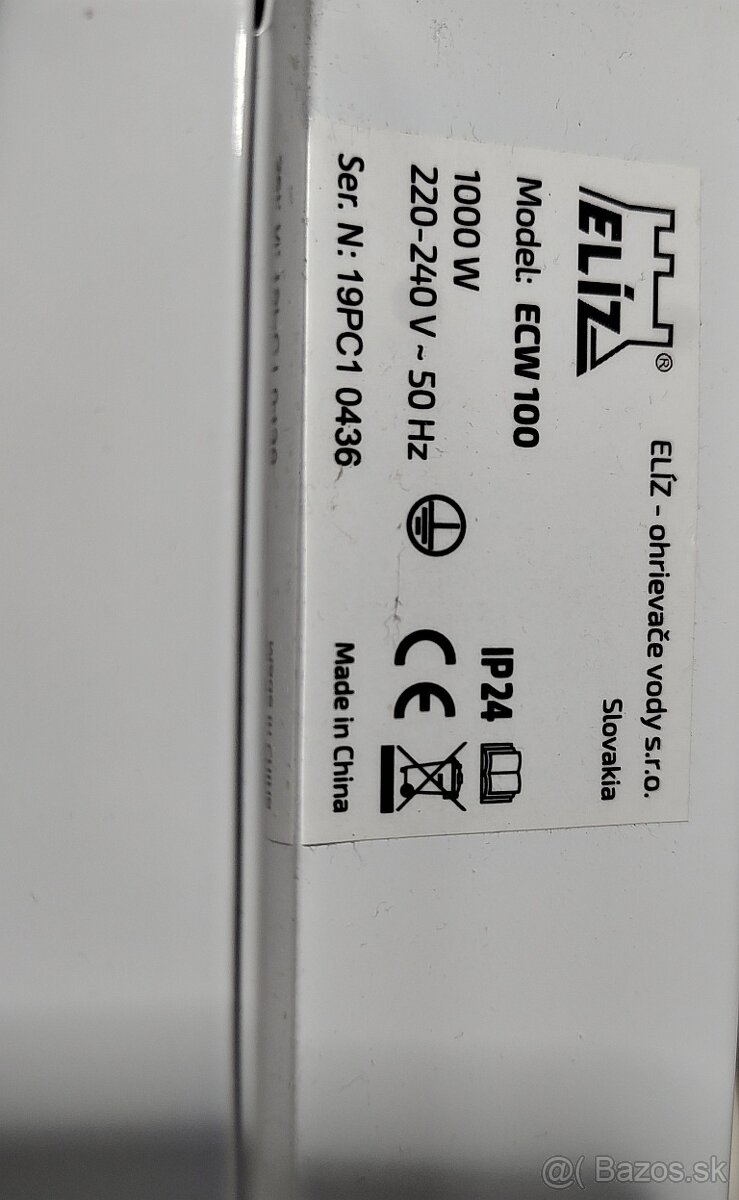 ELÍZ®
ELÍZ - ohrievače vody s.r.o.
Slovakia
Model: ECW 100
1000 W
IP24
220-240 V ~ 50 Hz
CE
Ser. N: 19PC1 0436
Made in China
@( Bazos.sk